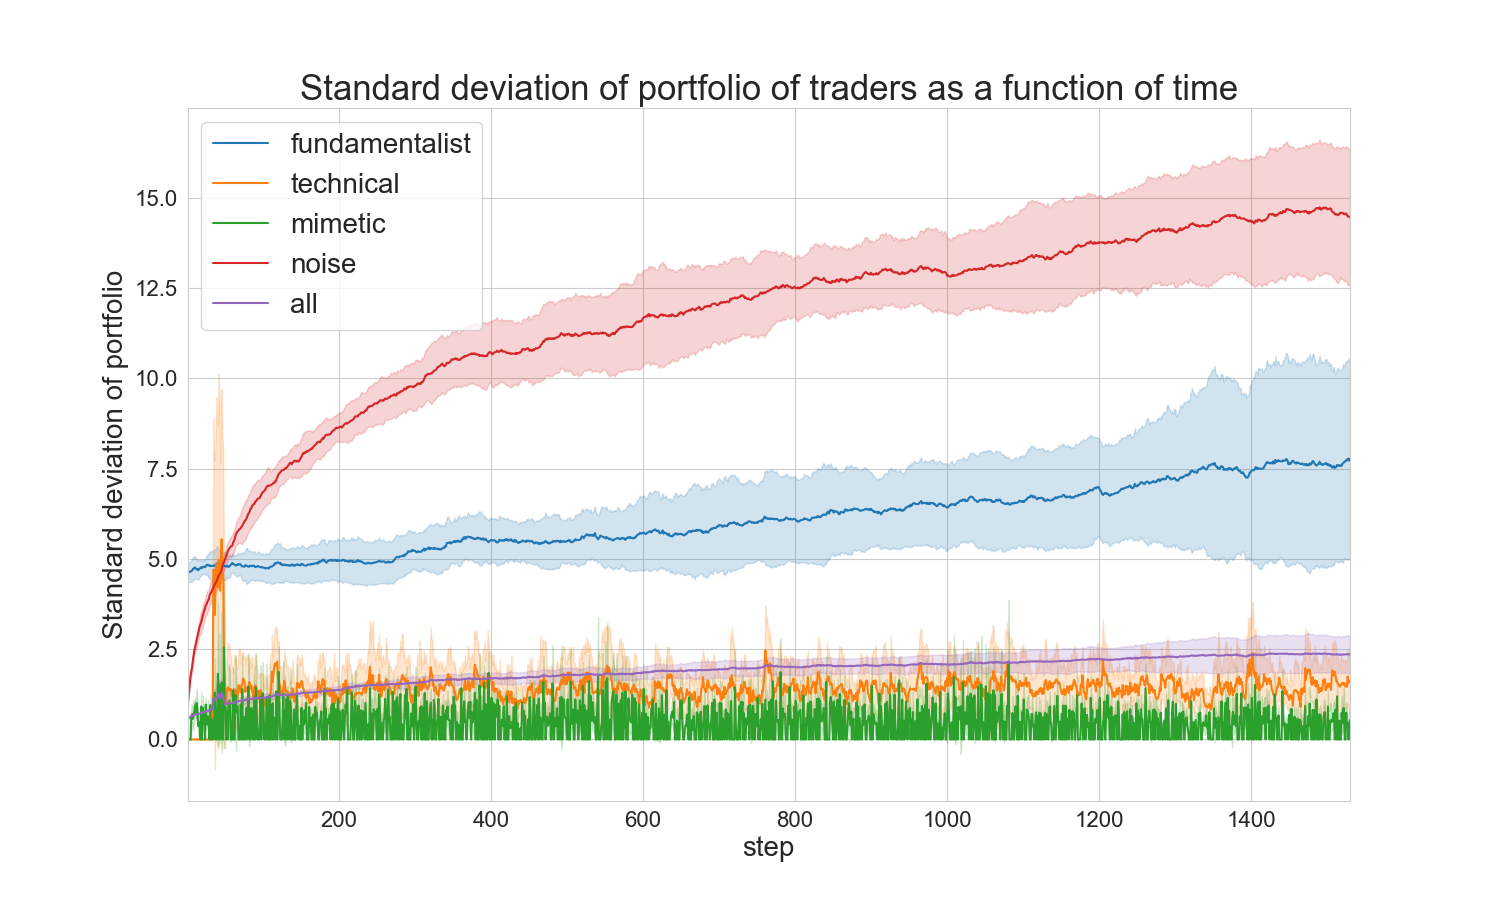 Standard deviation of portfolio of traders as a function of time
fundamentalist
technical
mimetic
noise
all
Standard deviation of portfolio
15.0
12.5
10.0
7.5
5.0
2.5
0.0
200 400 600 800 1000 1200 1400
step